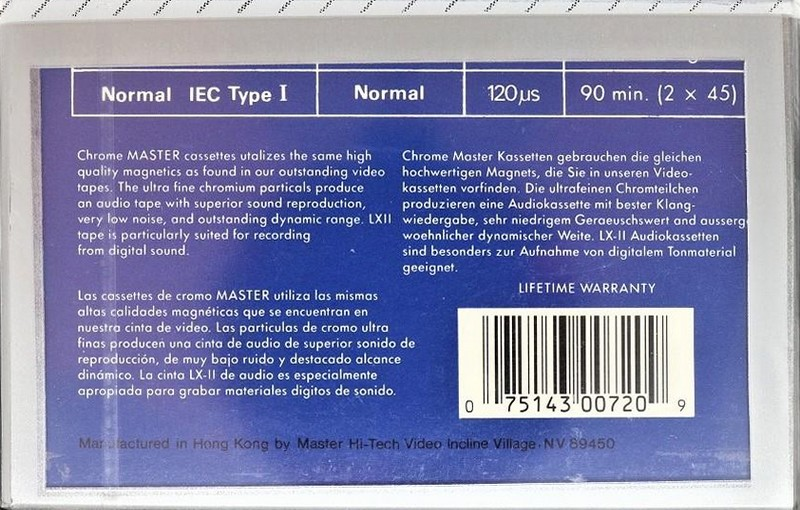 Normal IEC Type I Normal 120µs 90 min. (2 × 45)
Chrome MASTER cassettes utalizes the same high
quality magnetics as found in our outstanding video
tapes. The ultra fine chromium particals produce
an audio tape with superior sound reproduction,
very low noise, and outstanding dynamic range. LXII
tape is particularly suited for recording
from digital sound.
Chrome Master Kassetten gebrauchen die gleichen
hochwertigen Magnets, die Sie in unseren Video-
kassetten vorfinden. Die ultrafeinen Chromteilchen
produzieren eine Audiokassette mit bester Klang-
wiedergabe, sehr niedrigem Geraeuschswert and ausserg
woehnlicher dynamischer Weite. LX-II Audiokassetten
sind besonders zur Aufnahme von digitalem Tonmaterial
geeignet.
Las cassettes de cromo MASTER utiliza las mismas
altas calidades magnéticas que se encuentran en
nuestra cinta de video. Las particulas de cromo ultra
finas producen una cinta de audio de superior sonido de
reproducción, de muy bajo ruido y destacado alcance
dinámico. La cinta LX-II de audio es especialmente
apropiada para grabar materiales dígitos de sonido.
LIFETIME WARRANTY
0 75143 00720 9
Manufactured in Hong Kong by Master Hi-Tech Video Incline Village, NV 89450